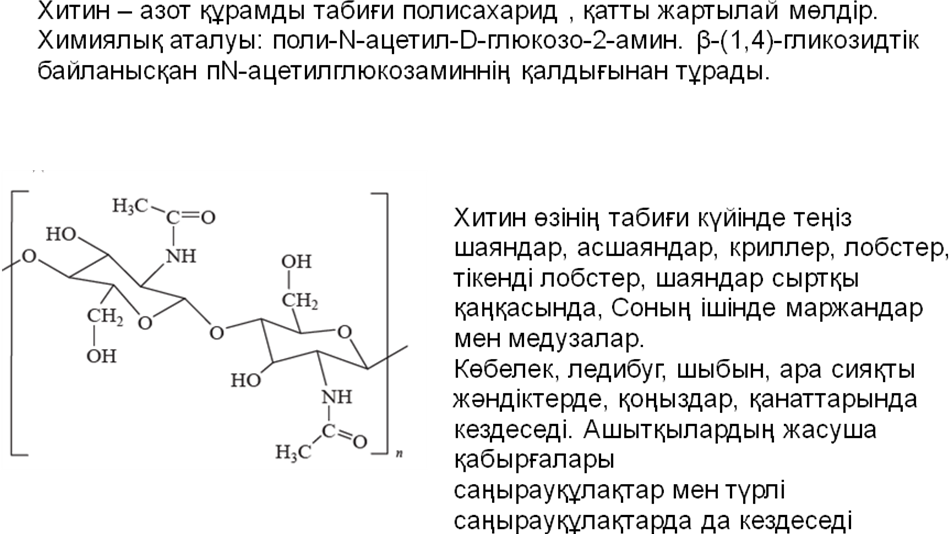 Хитин – азот құрамды табиғи полисахарид , қатты жартылай мөлдір.
Химиялық аталуы: поли-N-ацетил-D-глюкозо-2-амин. β-(1,4)-гликозидтік
байланысқан пN-ацетилглюкозаминнің қалдығынан тұрады.
H₃C
C=O
HO
NH
O
CH₂
OH
O
O
OH
CH₂
O
HO
NH
C=O
H₃C
n
Хитин өзінің табиғи күйінде теңіз
шаяндар, асшаяндар, криллер, лобстер,
тікенді лобстер, шаяндар сыртқы
қаңқасында, Соның ішінде маржандар
мен медузалар.
Көбелек, ледибуг, шыбын, ара сияқты
жәндіктерде, қоңыздар, қанаттарында
кездеседі. Ашытқылардың жасуша
қабырғалары
саңырауқұлақтар мен түрлі
саңырауқұлақтарда да кездеседі